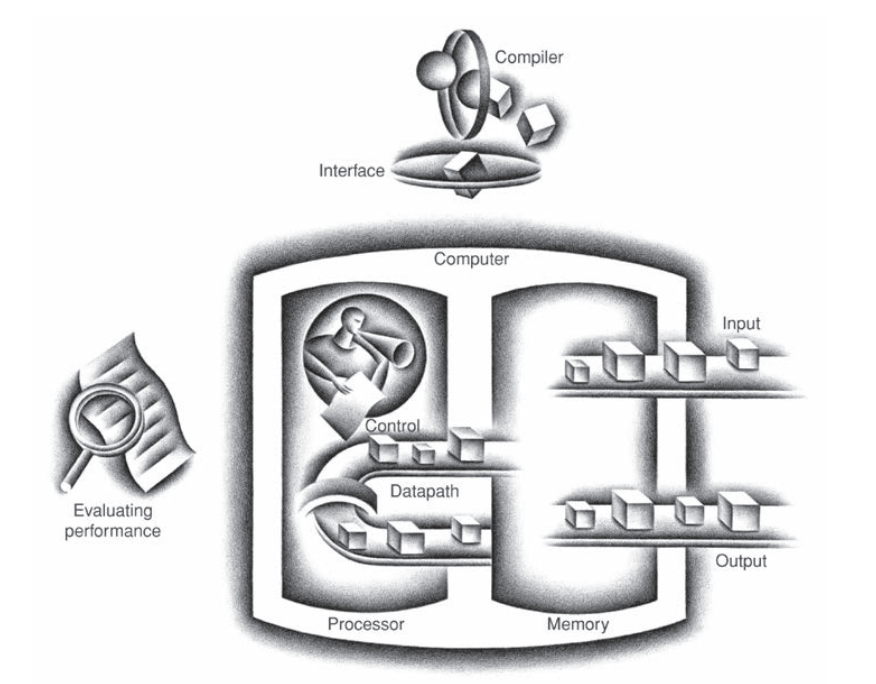 Compiler
Interface
Computer
Input
Control
Datapath
Evaluating
performance
Output
Processor
Memory